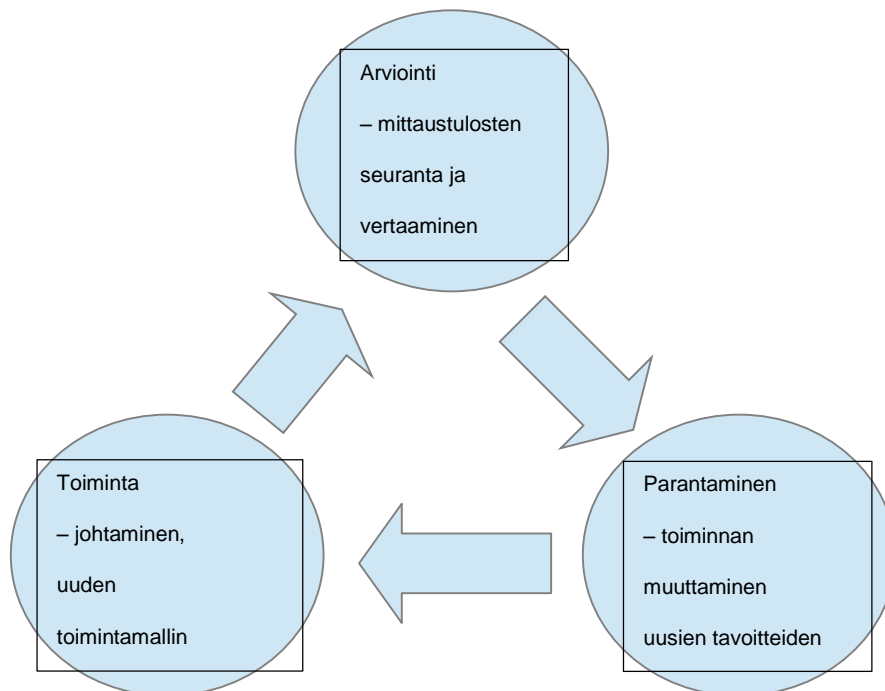 Arviointi
– mittaustulosten
seuranta ja
vertaaminen
Toiminta
– johtaminen,
uuden
toimintamallin
Parantaminen
– toiminnan
muuttaminen
uusien tavoitteiden